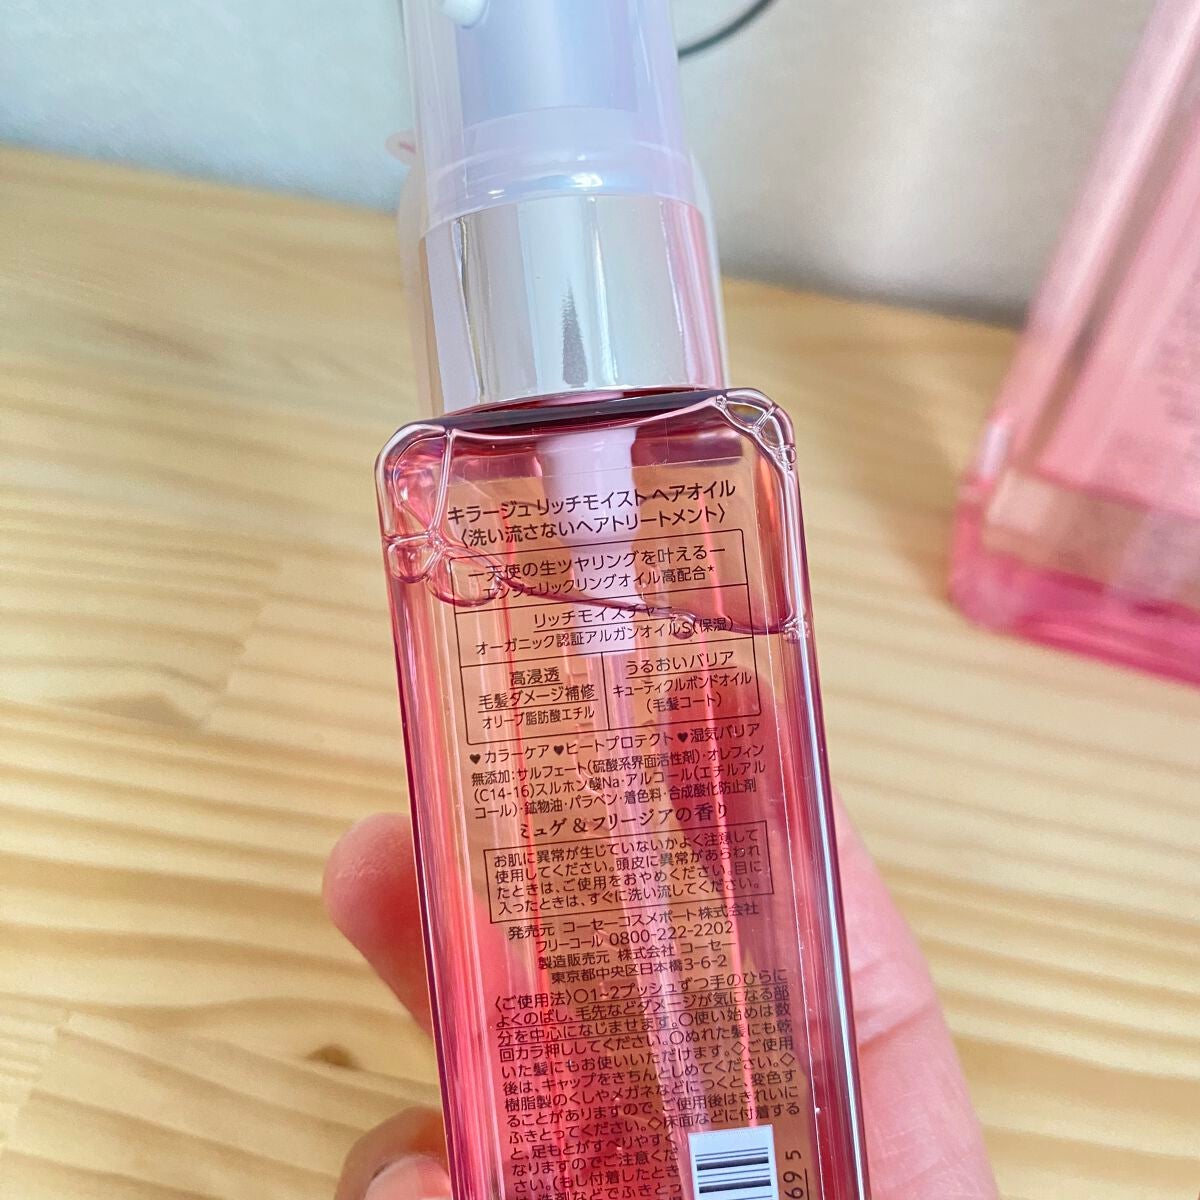 キラージュ リッチモイスト ヘアオイル
〈洗い流さないヘアトリートメント〉
―天使の生ツヤリングを叶える―
エンジェリックリングオイル高配合*
リッチモイスチャー
オーガニック認証アルガンオイルS(保湿)
高浸透
毛髪ダメージ補修
オリーブ脂肪酸エチル
うるおいバリア
キューティクルボンドオイル
(毛髪コート)
♥カラーケア♥ヒートプロテクト♥湿気バリア
無添加：サルフェート(硫酸系界面活性剤)・オレフィン
(C14-16)スルホン酸Na・アルコール(エチルアル
コール)・鉱物油・パラベン・着色料・合成酸化防止剤
ミュゲ＆フリージアの香り
お肌に異常が生じていないかよく注意して
使用してください。頭皮に異常があらわれ
たときは、ご使用をおやめください。目に
入ったときは、すぐに洗い流してください。
発売元 コーセーコスメポート株式会社
フリーコール 0800-222-2202
製造販売元 株式会社 コーセー
東京都中央区日本橋3-6-2
〈ご使用法〉○1~2プッシュずつ手のひらに
よくのばし、毛先などダメージが気になる部
分を中心になじませます。○使い始めは数
回カラ押ししてください。○ぬれた髪にも乾
いた髪にもお使いいただけます。◇ご使用
後は、キャップをきちんとしめてください。◇
樹脂製のくしやメガネなどにつくと、変色す
ることがありますので、ご使用後はきれいに
ふきとってください。◇床面などに付着する
と、足もとがすべりやすく
なりますのでご注意くだ
さい。(もし付着したとき
は、洗剤などでふきとっ
69 5